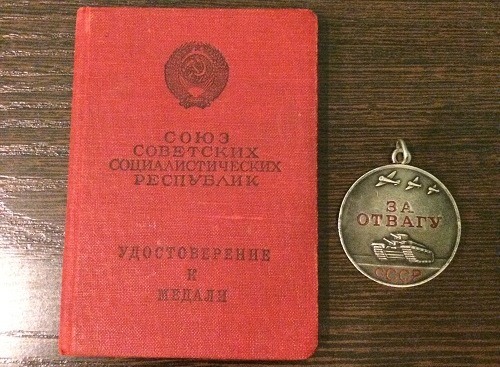 СОЮЗ
СОВЕТСКИХ
СОЦИАЛИСТИЧЕСКИХ
РЕСПУБЛИК
УДОСТОВЕРЕНИЕ
К
МЕДАЛИ
ЗА
ОТВАГУ
СССР